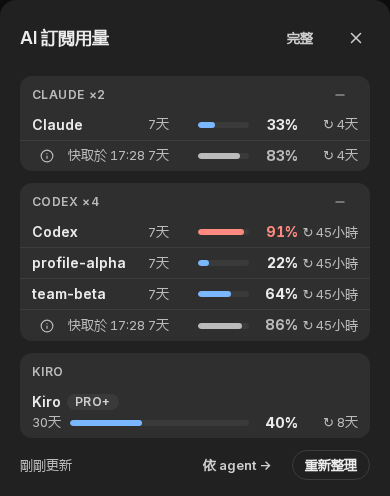 AI 訂閱用量 完整 ×
CLAUDE ×2 −
Claude 7天 33% ↻ 4天
快取於 17:28 7天 83% ↻ 4天
CODEX ×4 −
Codex 7天 91% ↻ 45小時
profile-alpha 7天 22% ↻ 45小時
team-beta 7天 64% ↻ 45小時
快取於 17:28 7天 86% ↻ 45小時
KIRO
Kiro PRO+
30天 40% ↻ 8天
剛剛更新 依 agent → 重新整理